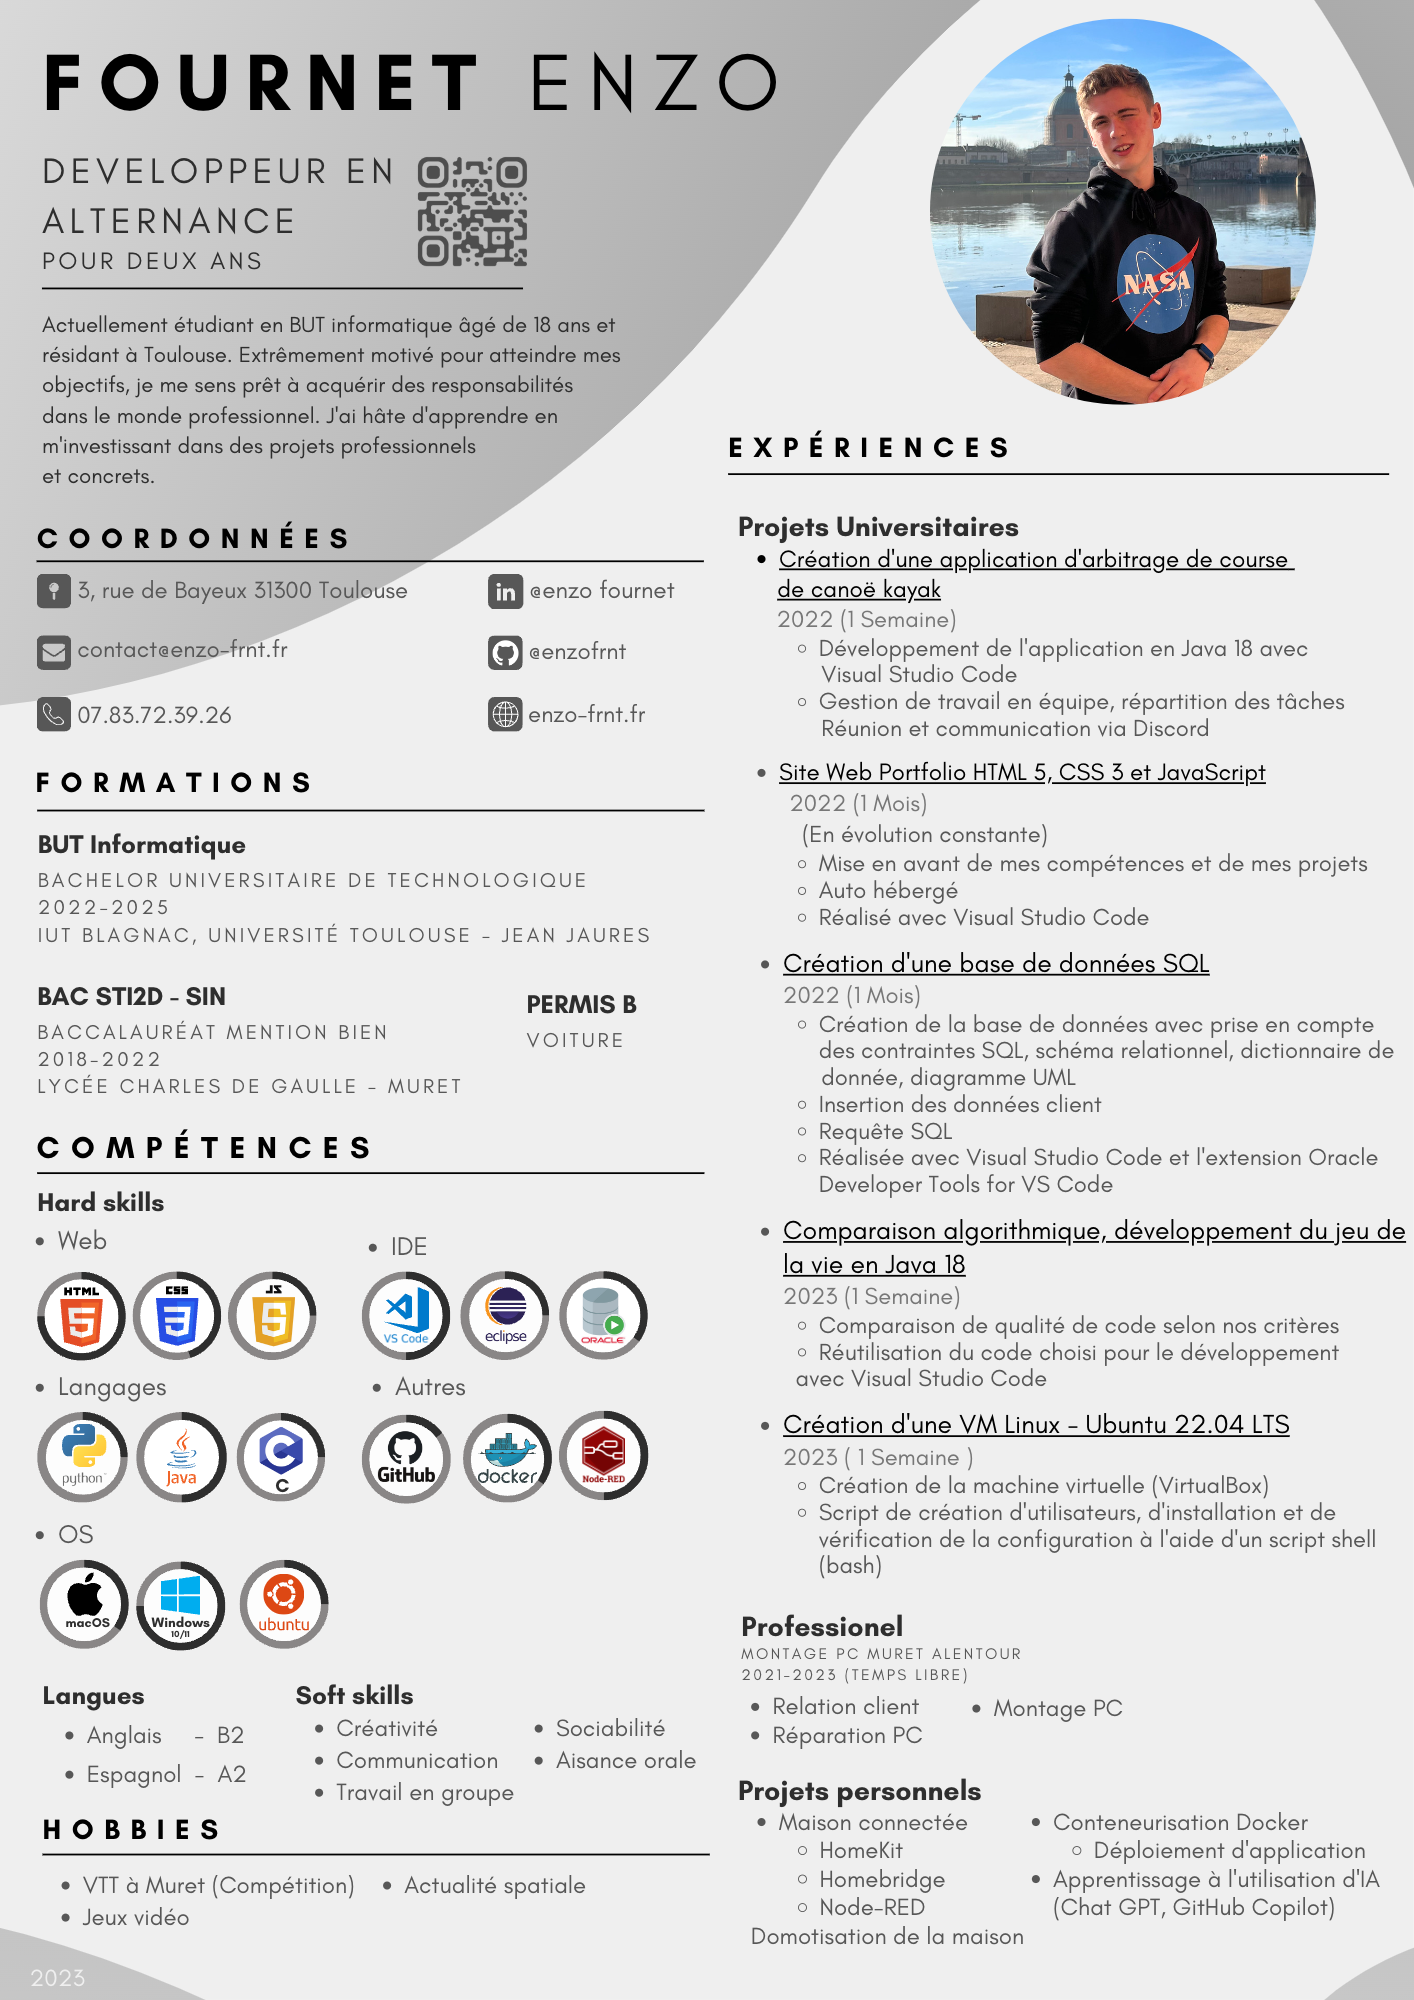 FOURNET ENZO
DEVELOPPEUR EN
ALTERNANCE
POUR DEUX ANS
Actuellement étudiant en BUT informatique âgé de 18 ans et
résidant à Toulouse. Extrêmement motivé pour atteindre mes
objectifs, je me sens prêt à acquérir des responsabilités
dans le monde professionnel. J'ai hâte d'apprendre en
m'investissant dans des projets professionnels
et concrets.
NASA
COORDONNÉES
3, rue de Bayeux 31300 Toulouse
@enzo fournet
contact@enzo-frnt.fr
@enzofrnt
07.83.72.39.26
enzo-frnt.fr
FORMATIONS
BUT Informatique
BACHELOR UNIVERSITAIRE DE TECHNOLOGIQUE
2022-2025
IUT BLAGNAC, UNIVERSITÉ TOULOUSE - JEAN JAURES
BAC STI2D - SIN
BACCALAURÉAT MENTION BIEN
2018-2022
LYCÉE CHARLES DE GAULLE - MURET
PERMIS B
VOITURE
COMPÉTENCES
Hard skills
• Web
HTML 5 CSS 3 JS 5
• IDE
VS Code eclipse ORACLE
• Langages
python Java C C
• Autres
GitHub docker Node-RED
• OS
macOS Windows 10/11 ubuntu
Langues
• Anglais - B2
• Espagnol - A2
Soft skills
• Créativité
• Communication
• Travail en groupe
• Sociabilité
• Aisance orale
HOBBIES
• VTT à Muret (Compétition)
• Actualité spatiale
• Jeux vidéo
2023
EXPÉRIENCES
Projets Universitaires
• Création d'une application d'arbitrage de course
de canoë kayak
2022 (1 Semaine)
◦ Développement de l'application en Java 18 avec
Visual Studio Code
◦ Gestion de travail en équipe, répartition des tâches
Réunion et communication via Discord
• Site Web Portfolio HTML 5, CSS 3 et JavaScript
2022 (1 Mois)
(En évolution constante)
◦ Mise en avant de mes compétences et de mes projets
◦ Auto hébergé
◦ Réalisé avec Visual Studio Code
• Création d'une base de données SQL
2022 (1 Mois)
◦ Création de la base de données avec prise en compte
des contraintes SQL, schéma relationnel, dictionnaire de
donnée, diagramme UML
◦ Insertion des données client
◦ Requête SQL
◦ Réalisée avec Visual Studio Code et l'extension Oracle
Developer Tools for VS Code
• Comparaison algorithmique, développement du jeu de
la vie en Java 18
2023 (1 Semaine)
◦ Comparaison de qualité de code selon nos critères
◦ Réutilisation du code choisi pour le développement
avec Visual Studio Code
• Création d'une VM Linux - Ubuntu 22.04 LTS
2023 ( 1 Semaine )
◦ Création de la machine virtuelle (VirtualBox)
◦ Script de création d'utilisateurs, d'installation et de
vérification de la configuration à l'aide d'un script shell
(bash)
Professionel
MONTAGE PC MURET ALENTOUR
2021-2023 (TEMPS LIBRE)
• Relation client
• Montage PC
• Réparation PC
Projets personnels
• Maison connectée
◦ HomeKit
◦ Homebridge
◦ Node-RED
Domotisation de la maison
• Conteneurisation Docker
◦ Déploiement d'application
• Apprentissage à l'utilisation d'IA
(Chat GPT, GitHub Copilot)